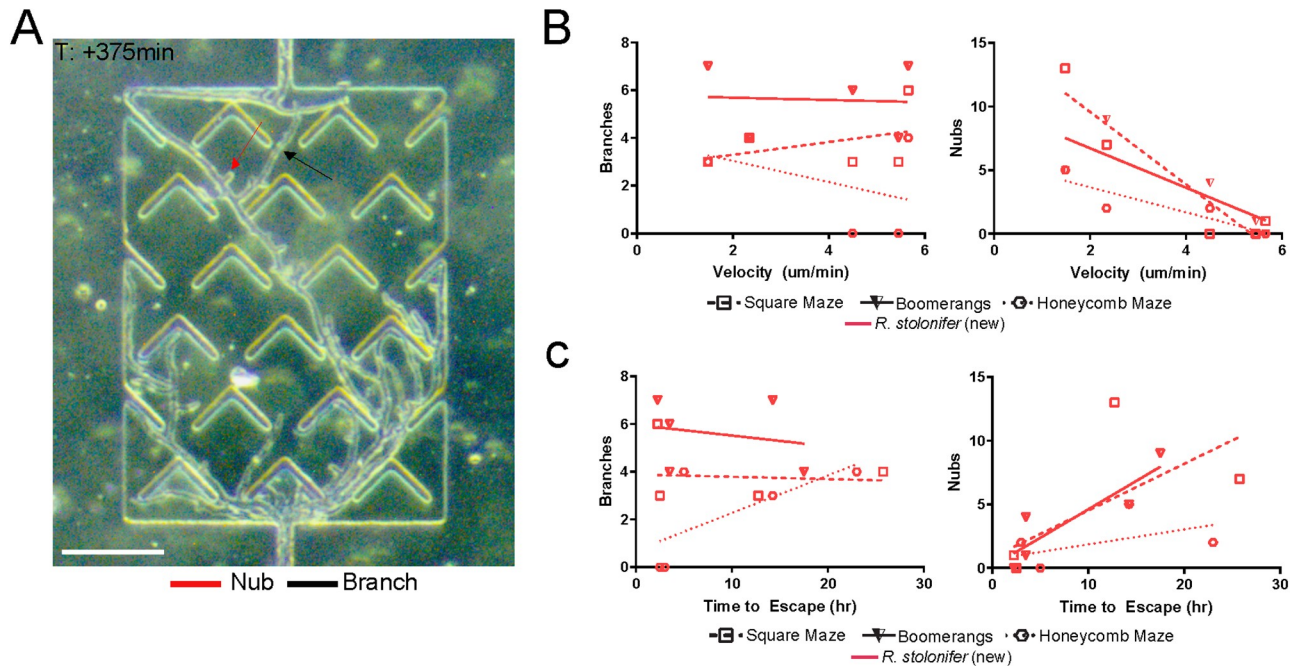 A
T: +375min
Nub Branch
B
Branches
8
6
4
2
0
0 2 4 6
Velocity (um/min)
Nubs
15
10
5
0
0 2 4 6
Velocity (um/min)
Square Maze Boomerangs Honeycomb Maze
R. stolonifer (new)
C
Branches
8
6
4
2
0
0 10 20 30
Time to Escape (hr)
Nubs
15
10
5
0
0 10 20 30
Time to Escape (hr)
Square Maze Boomerangs Honeycomb Maze
R. stolonifer (new)